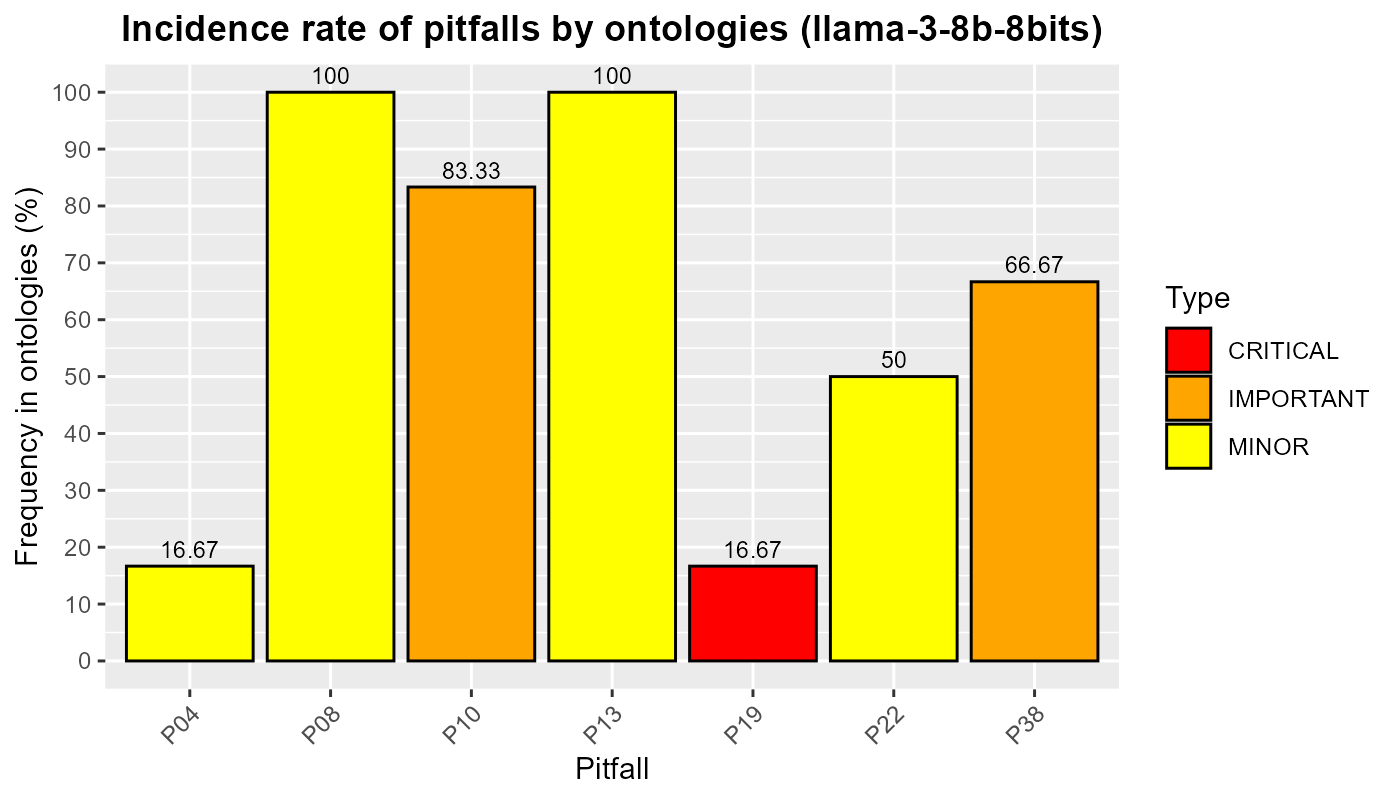 Incidence rate of pitfalls by ontologies (llama-3-8b-8bits)
Frequency in ontologies (%)
100
90
80
70
60
50
40
30
20
10
0
16.67
100
83.33
100
16.67
50
66.67
P04
P08
P10
P13
P19
P22
P38
Pitfall
Type
CRITICAL
IMPORTANT
MINOR